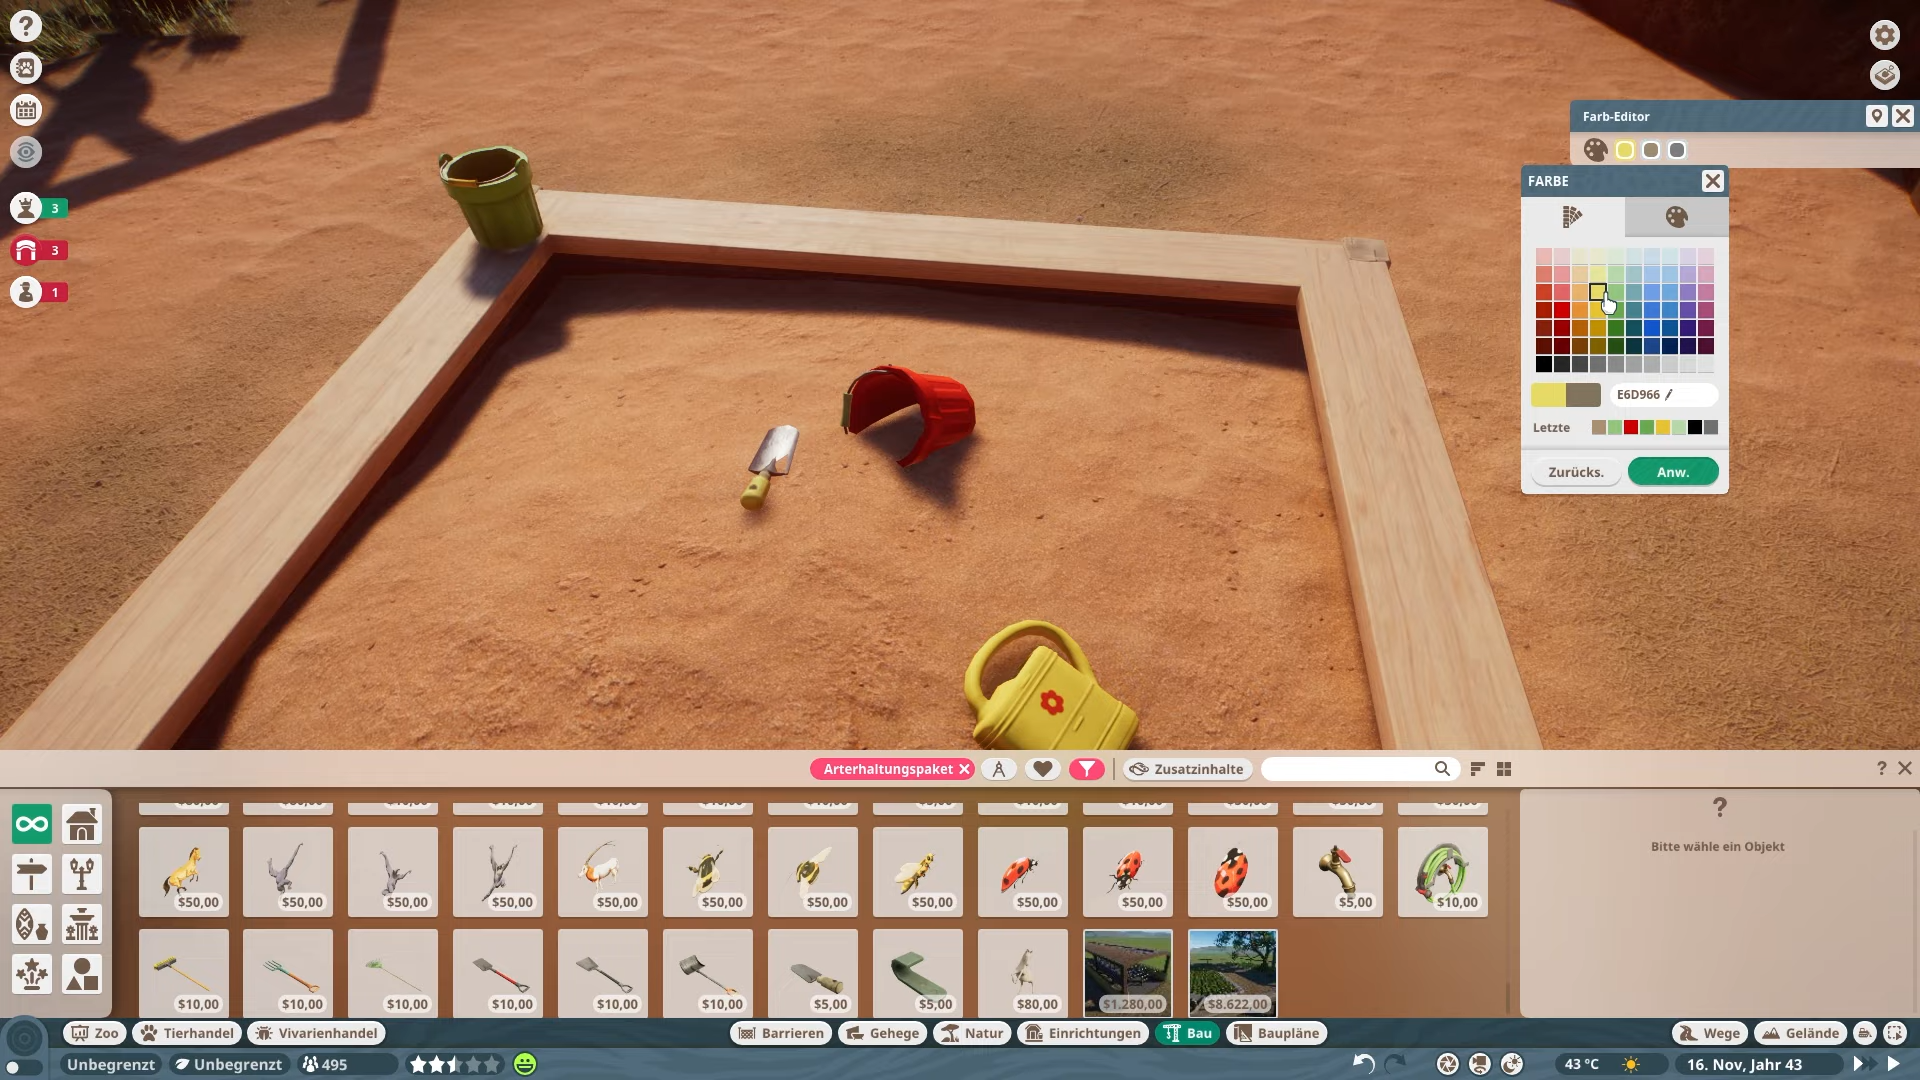 3
3
1
Farb-Editor
FARBE
E6D966
Letzte
Zurücks.
Anw.
Arterhaltungspaket
Zusatzinhalte
?
?
Bitte wähle ein Objekt
$50,00 $50,00 $50,00 $50,00 $50,00 $50,00 $50,00 $50,00 $50,00 $50,00 $50,00 $5,00 $10,00
$10,00 $10,00 $10,00 $10,00 $10,00 $10,00 $5,00 $5,00 $80,00 $1.280,00 $8.622,00
Zoo Tierhandel Vivarienhandel Barrieren Gehege Natur Einrichtungen Bau Baupläne Wege Gelände
Unbegrenzt Unbegrenzt 495 43 °C 16. Nov, Jahr 43